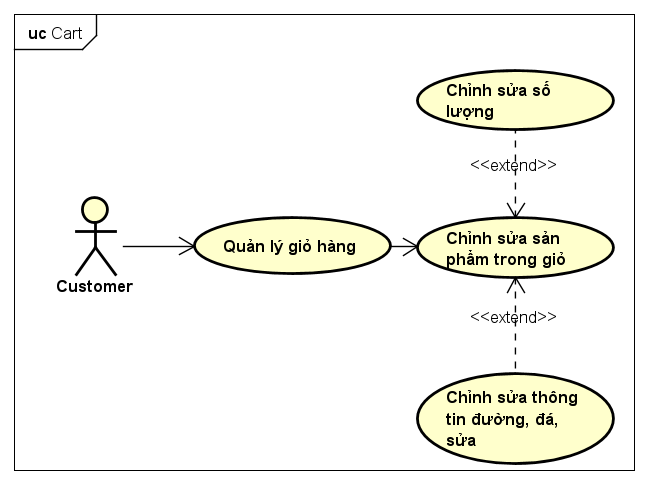 uc Cart
Chỉnh sửa số
lượng
<<extend>>
Quản lý giỏ hàng
Chỉnh sửa sản
phẩm trong giỏ
Customer
<<extend>>
Chỉnh sửa thông
tin đường, đá,
sửa